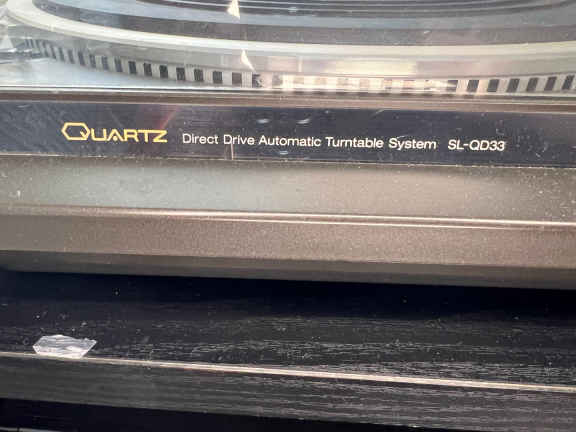 QUARTZ Direct Drive Automatic Turntable System SL-QD33